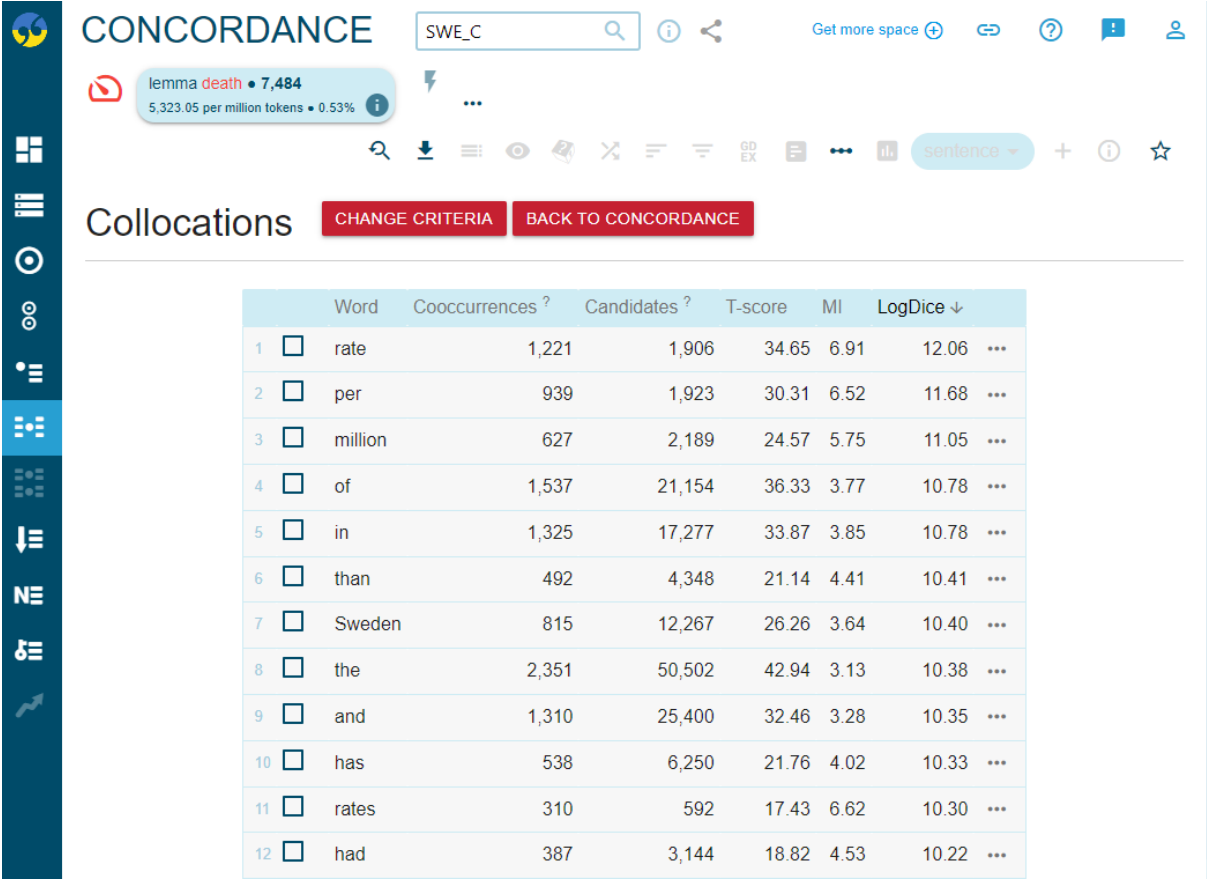 CONCORDANCE SWE_C Get more space
lemma death • 7,484
5,323.05 per million tokens • 0.53% i
GD EX sentence
Collocations CHANGE CRITERIA BACK TO CONCORDANCE
Word Cooccurrences ? Candidates ? T-score MI LogDice ↓
1 rate 1,221 1,906 34.65 6.91 12.06 •••
2 per 939 1,923 30.31 6.52 11.68 •••
3 million 627 2,189 24.57 5.75 11.05 •••
4 of 1,537 21,154 36.33 3.77 10.78 •••
5 in 1,325 17,277 33.87 3.85 10.78 •••
6 than 492 4,348 21.14 4.41 10.41 •••
7 Sweden 815 12,267 26.26 3.64 10.40 •••
8 the 2,351 50,502 42.94 3.13 10.38 •••
9 and 1,310 25,400 32.46 3.28 10.35 •••
10 has 538 6,250 21.76 4.02 10.33 •••
11 rates 310 592 17.43 6.62 10.30 •••
12 had 387 3,144 18.82 4.53 10.22 •••